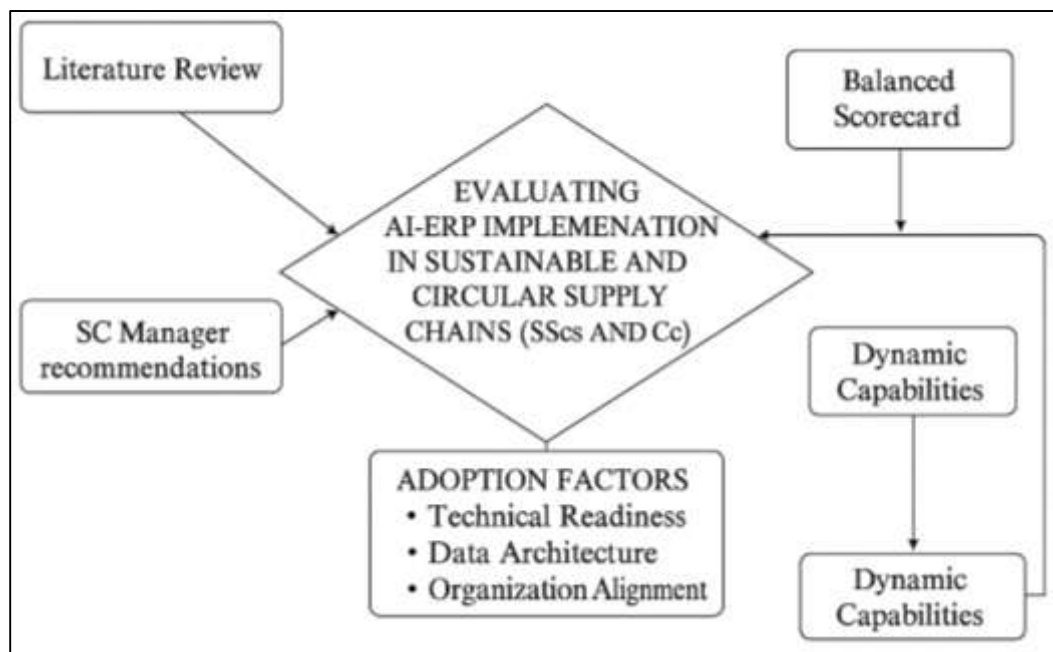 Literature Review
SC Manager
recommendations
EVALUATING
AI-ERP IMPLEMENATION
IN SUSTAINABLE AND
CIRCULAR SUPPLY
CHAINS (SScs AND Cc)
ADOPTION FACTORS
• Technical Readiness
• Data Architecture
• Organization Alignment
Balanced
Scorecard
Dynamic
Capabilities
Dynamic
Capabilities